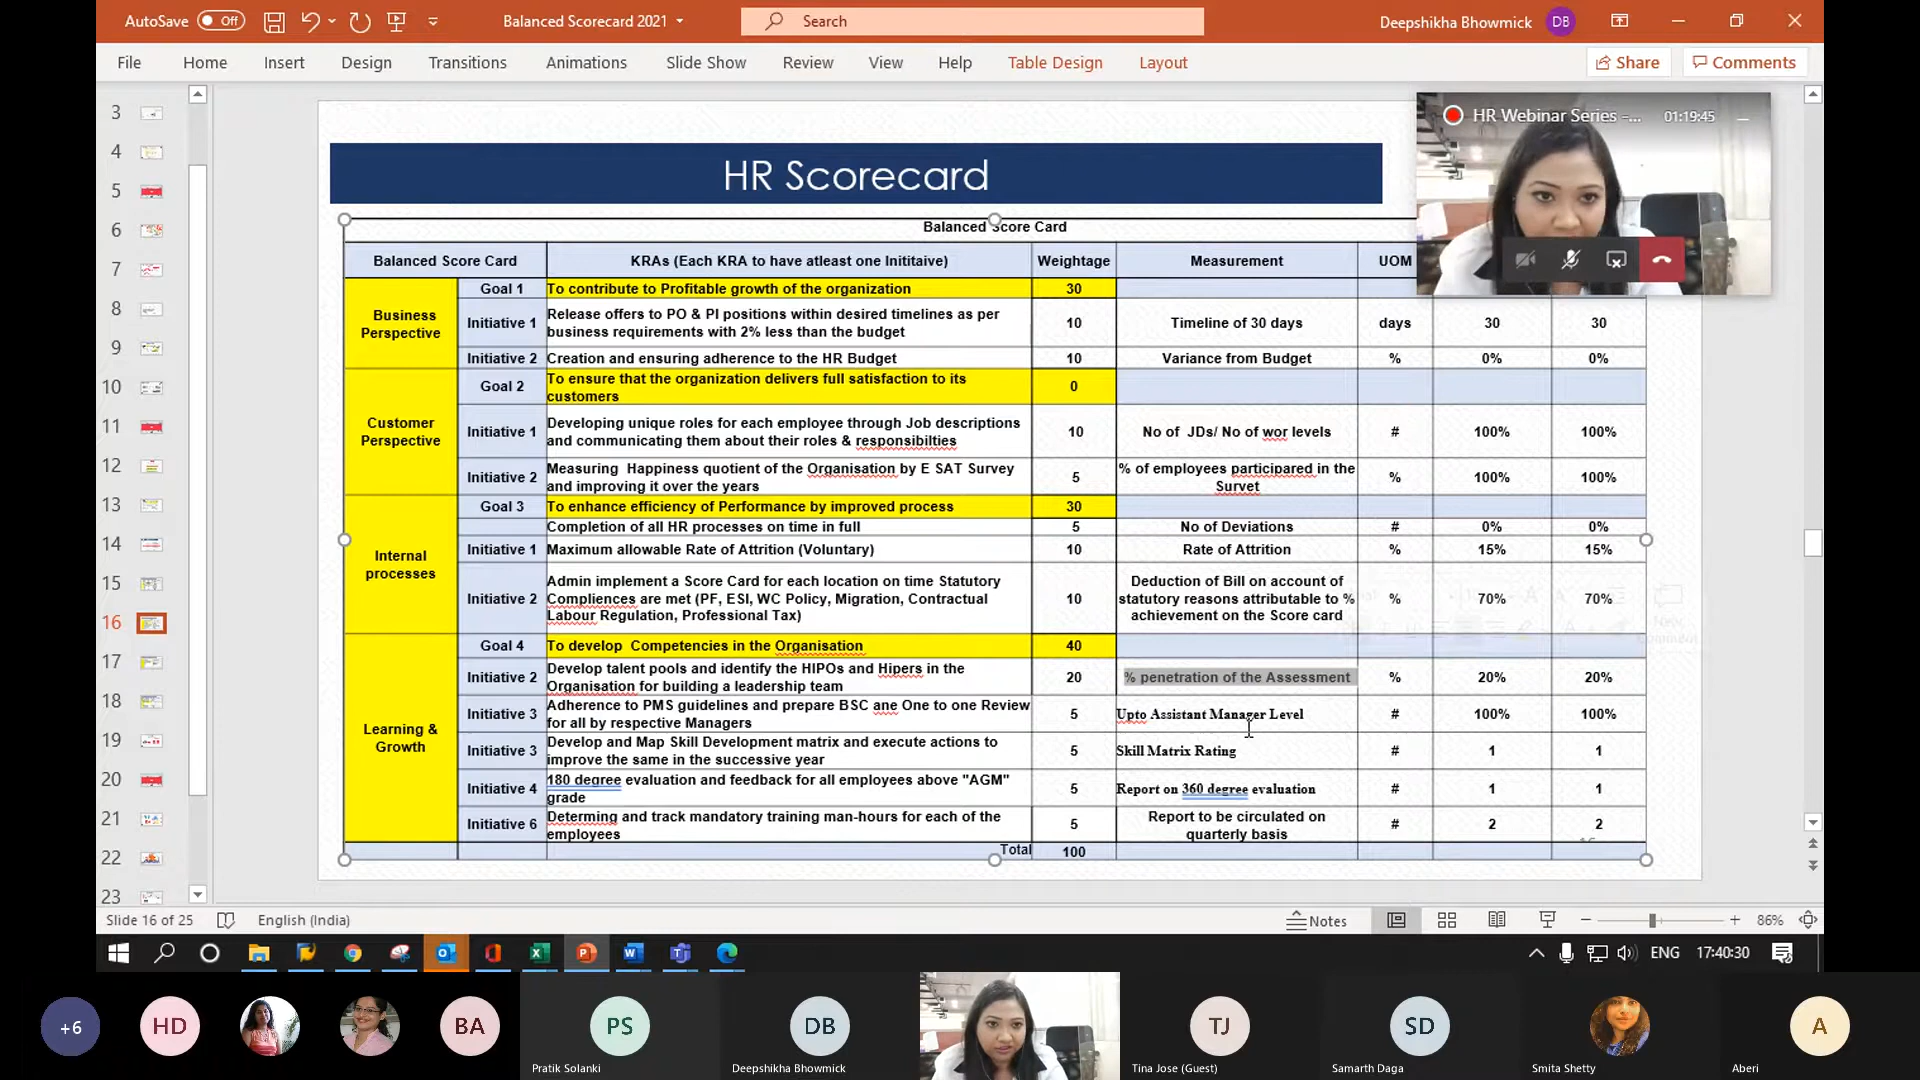 AutoSave Off Balanced Scorecard 2021 Search Deepshikha Bhowmick DB
File Home Insert Design Transitions Animations Slide Show Review View Help Table Design Layout Share Comments
3
4
5
6
7
8
9
10
11
12
13
14
15
16
17
18
19
20
21
22
23
HR Webinar Series -... 01:19:45
HR Scorecard
Balanced Score Card
Balanced Score Card KRAs (Each KRA to have atleast one Inititaive) Weightage Measurement UOM
Business Perspective
Goal 1 To contribute to Profitable growth of the organization 30
Initiative 1 Release offers to PO & PI positions within desired timelines as per
business requirements with 2% less than the budget 10 Timeline of 30 days days 30 30
Initiative 2 Creation and ensuring adherence to the HR Budget 10 Variance from Budget % 0% 0%
Customer Perspective
Goal 2 To ensure that the organization delivers full satisfaction to its
customers 0
Initiative 1 Developing unique roles for each employee through Job descriptions
and communicating them about their roles & responsibilties 10 No of JDs/ No of wor levels # 100% 100%
Initiative 2 Measuring Happiness quotient of the Organisation by E SAT Survey
and improving it over the years 5 % of employees participared in the
Survet % 100% 100%
Internal processes
Goal 3 To enhance efficiency of Performance by improved process 30
Completion of all HR processes on time in full 5 No of Deviations # 0% 0%
Initiative 1 Maximum allowable Rate of Attrition (Voluntary) 10 Rate of Attrition % 15% 15%
Initiative 2 Admin implement a Score Card for each location on time Statutory
Compliences are met (PF, ESI, WC Policy, Migration, Contractual
Labour Regulation, Professional Tax) 10 Deduction of Bill on account of
statutory reasons attributable to %
achievement on the Score card % 70% 70%
Learning & Growth
Goal 4 To develop Competencies in the Organisation 40
Initiative 2 Develop talent pools and identify the HIPOs and Hipers in the
Organisation for building a leadership team 20 % penetration of the Assessment % 20% 20%
Initiative 3 Adherence to PMS guidelines and prepare BSC ane One to one Review
for all by respective Managers 5 Upto Assistant Manager Level # 100% 100%
Initiative 3 Develop and Map Skill Development matrix and execute actions to
improve the same in the successive year 5 Skill Matrix Rating # 1 1
Initiative 4 180 degree evaluation and feedback for all employees above "AGM"
grade 5 Report on 360 degree evaluation # 1 1
Initiative 6 Determing and track mandatory training man-hours for each of the
employees 5 Report to be circulated on
quarterly basis # 2 2
Total 100
Slide 16 of 25 English (India) Notes 86%
ENG 17:40:30
+6 HD BA PS DB TJ SD A
Pratik Solanki Deepshikha Bhowmick Tina Jose (Guest) Samarth Daga Smita Shetty Aberi